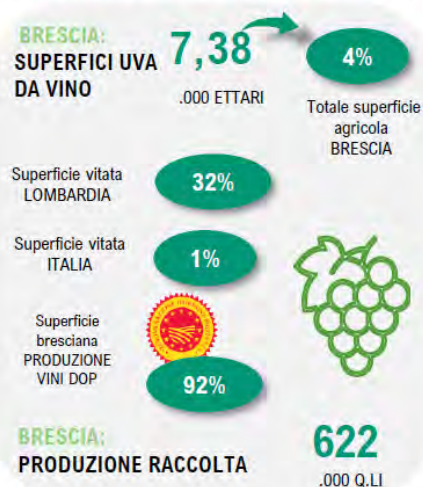 BRESCIA:
SUPERFICI UVA
DA VINO
7,38
.000 ETTARI
4%
Totale superficie
agricola
BRESCIA
Superficie vitata
LOMBARDIA
32%
Superficie vitata
ITALIA
1%
Superficie
bresciana
PRODUZIONE
VINI DOP
92%
BRESCIA:
PRODUZIONE RACCOLTA
622
.000 Q.LI